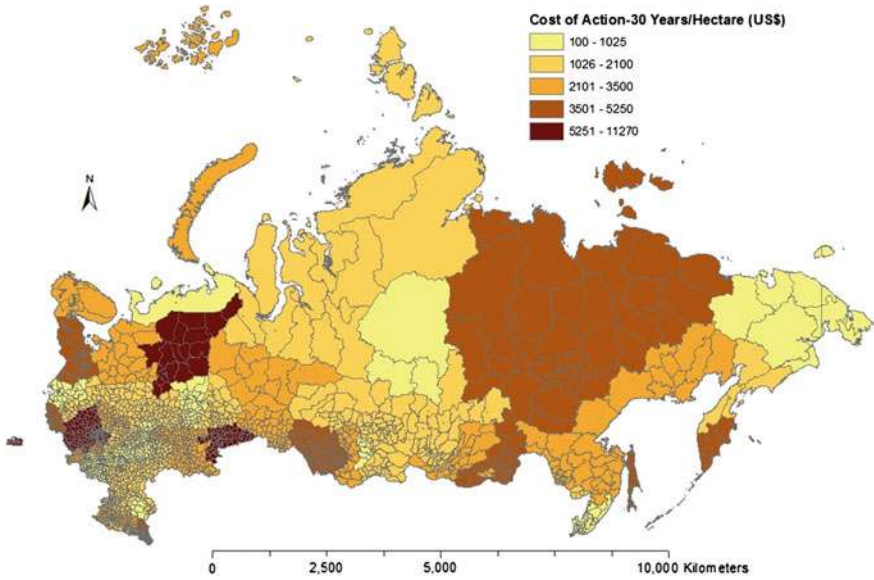 Cost of Action-30 Years/Hectare (US$)
100 - 1025
1026 - 2100
2101 - 3500
3501 - 5250
5251 - 11270
N
0 2,500 5,000 10,000 Kilometers